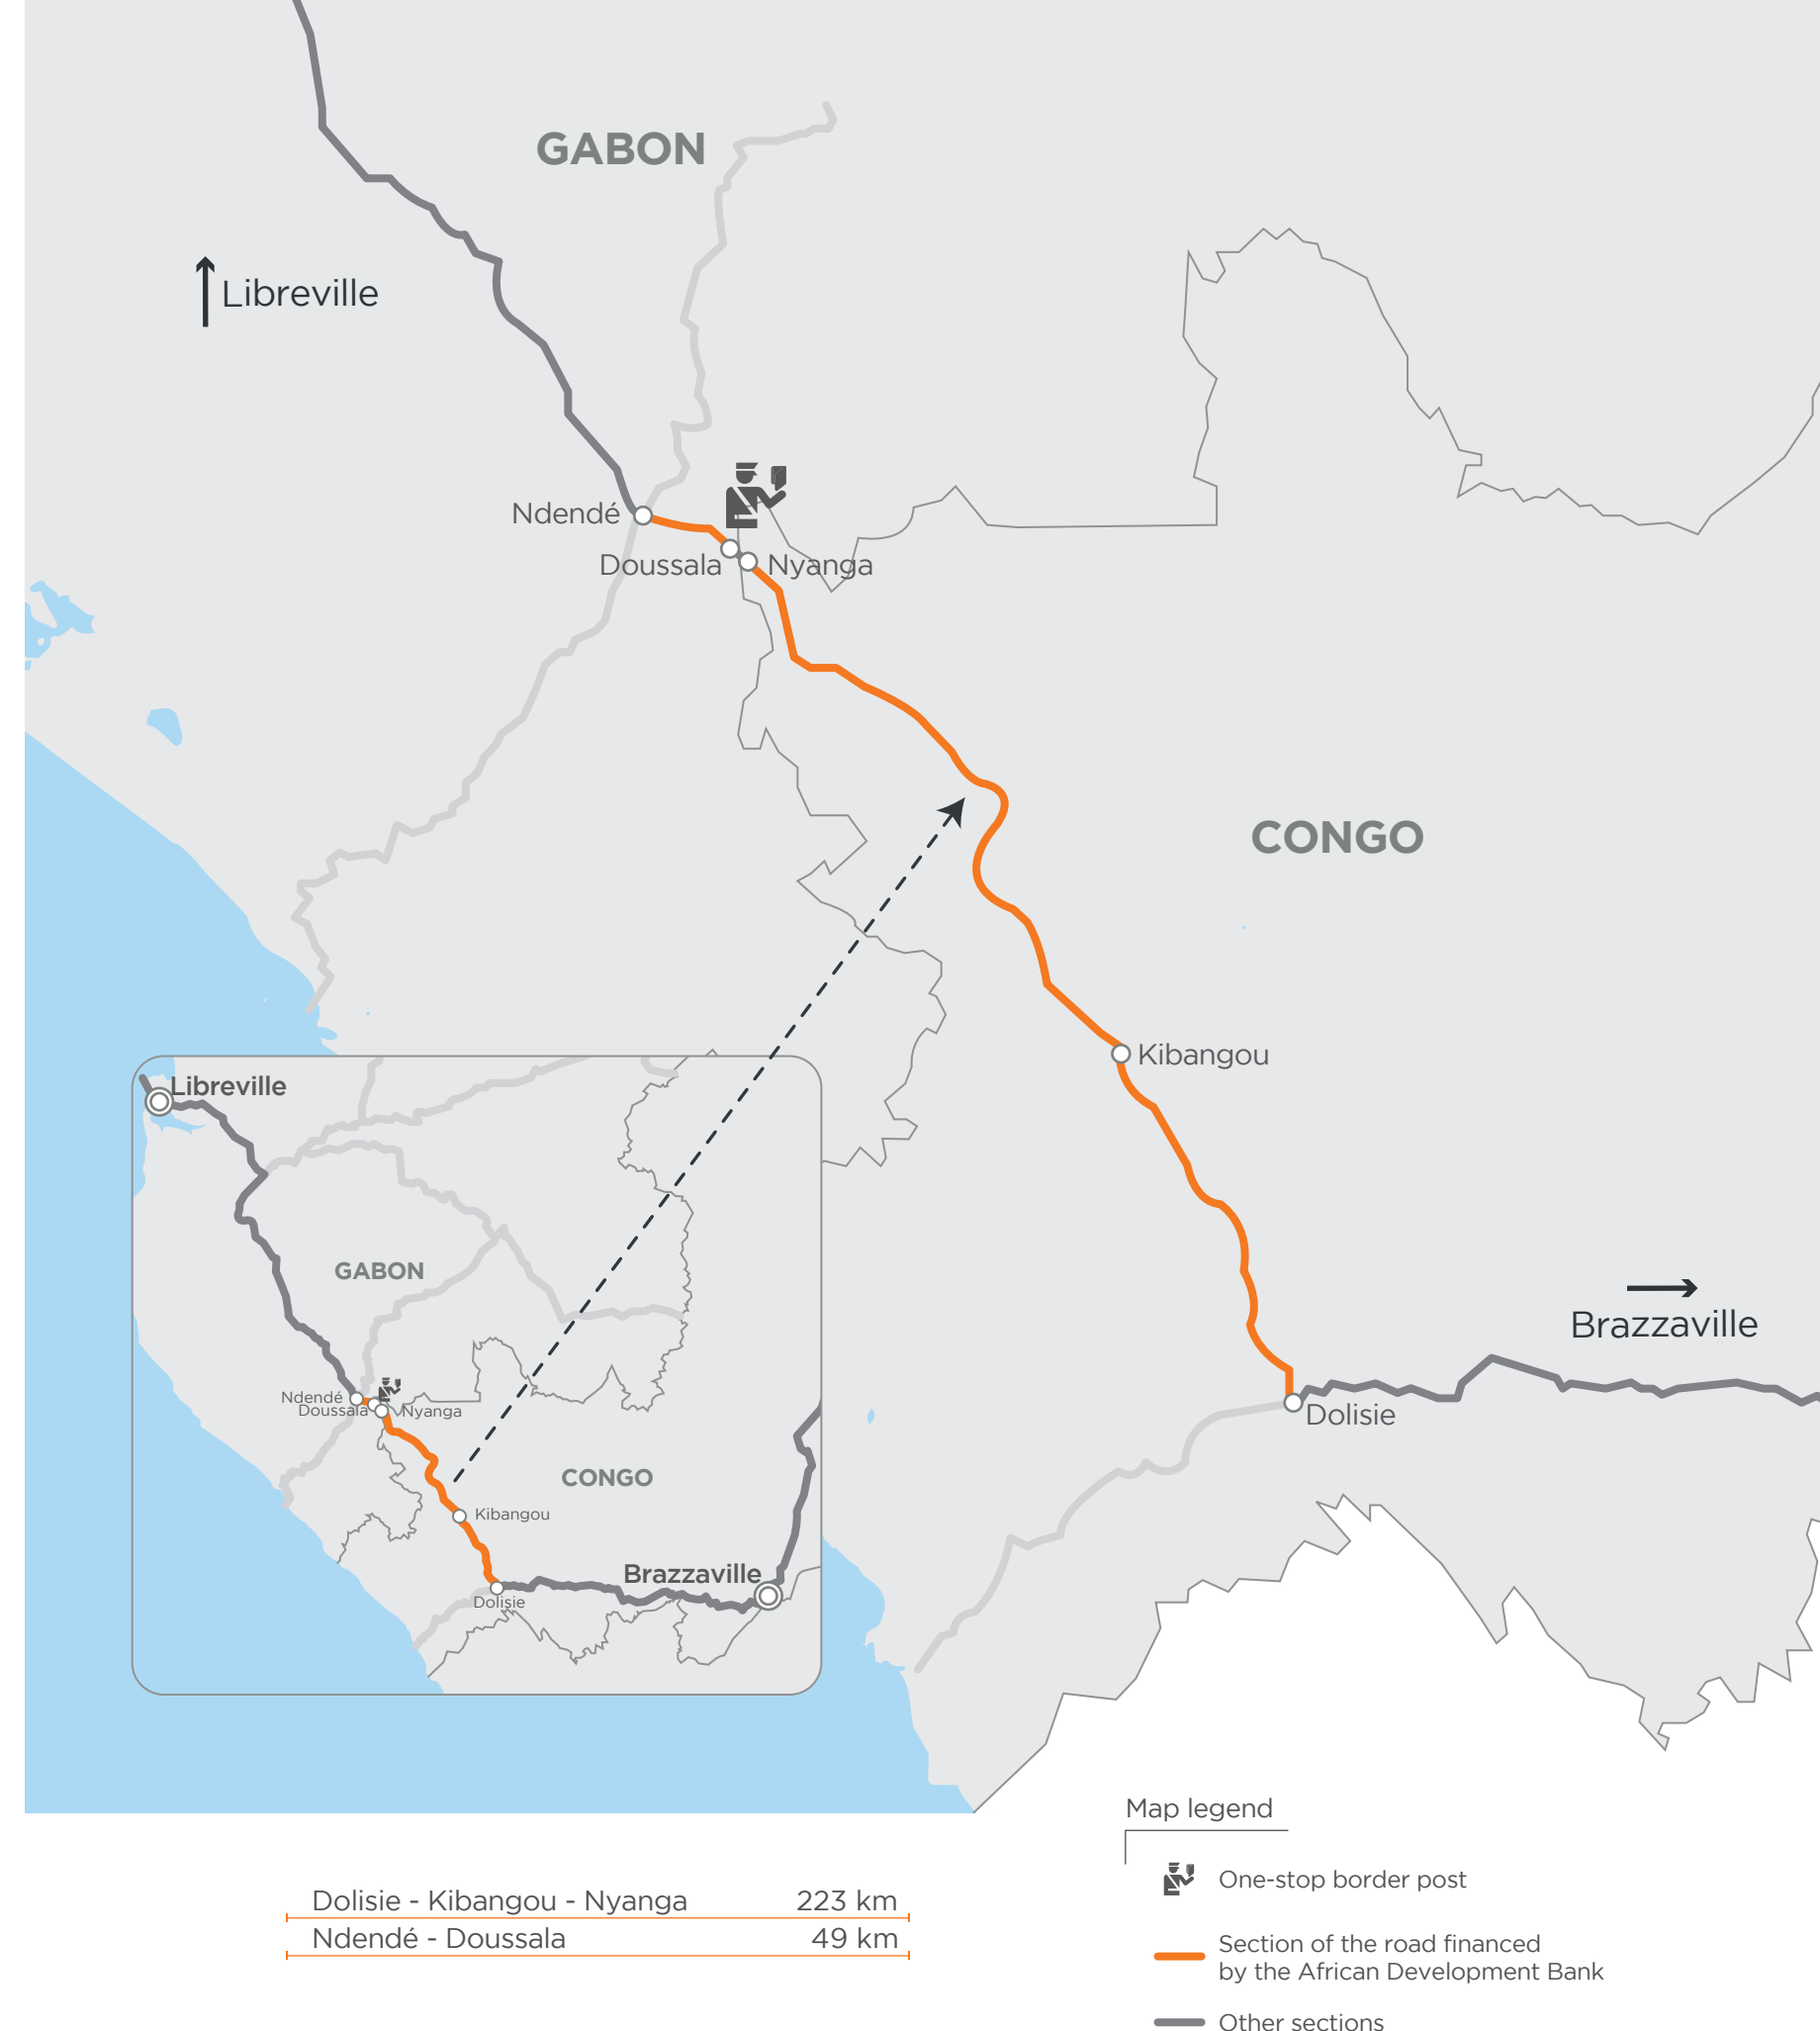 GABON
Libreville
Ndendé
Doussala
Nyanga
CONGO
Kibangou
Brazzaville
Dolisie
Libreville
GABON
Ndendé
Doussala
Nyanga
CONGO
Kibangou
Brazzaville
Dolisie
Map legend
One-stop border post
Section of the road financed
by the African Development Bank
Other sections
Dolisie - Kibangou - Nyanga 223 km
Ndendé - Doussala 49 km